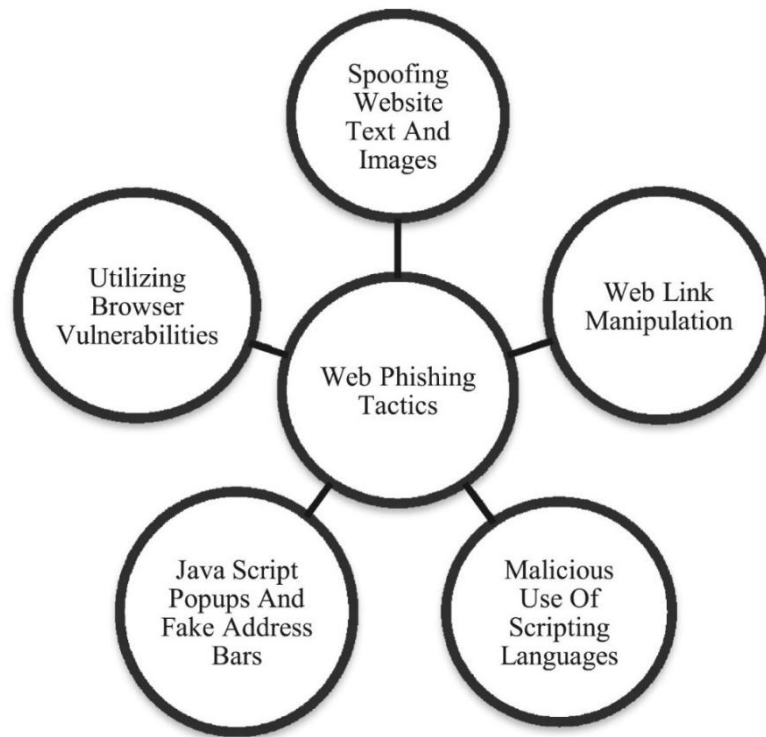 Spoofing
Website
Text And
Images
Utilizing
Browser
Vulnerabilities
Web Link
Manipulation
Web Phishing
Tactics
Java Script
Popups And
Fake Address
Bars
Malicious
Use Of
Scripting
Languages